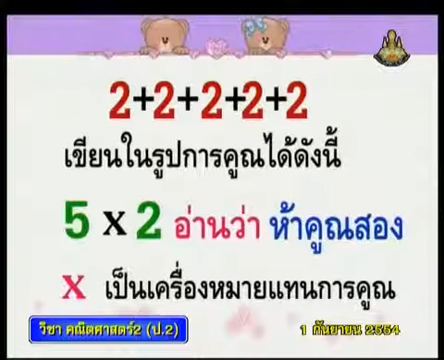 2+2+2+2+2
เขียนในรูปการคูณได้ดังนี้
5 x 2 อ่านว่า ห้าคูณสอง
x เป็นเครื่องหมายแทนการคูณ
วิชา คณิตศาสตร์2 (ป.2)
1 กันยายน 2554